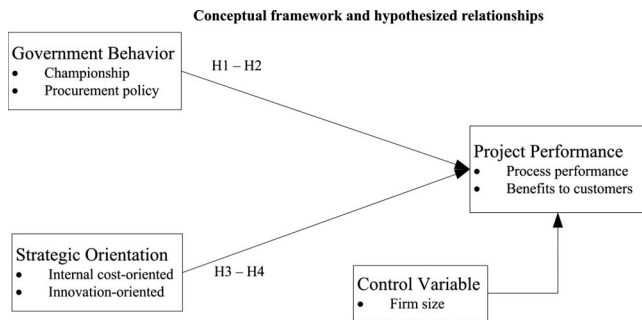 Conceptual framework and hypothesized relationships
Government Behavior
• Championship
• Procurement policy
H1 – H2
Project Performance
• Process performance
• Benefits to customers
Strategic Orientation
• Internal cost-oriented
• Innovation-oriented
H3 – H4
Control Variable
• Firm size